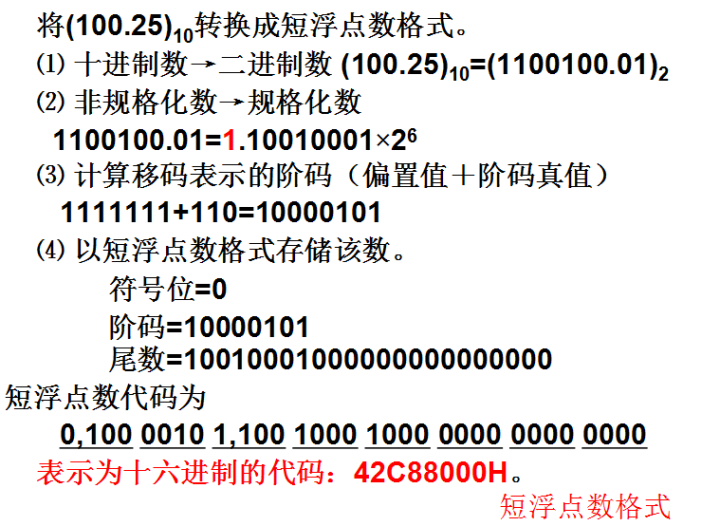 将(100.25)₁₀转换成短浮点数格式。
⑴ 十进制数→二进制数 (100.25)₁₀=(1100100.01)₂
⑵ 非规格化数→规格化数
1100100.01=1.10010001×2⁶
⑶ 计算移码表示的阶码（偏置值＋阶码真值）
1111111+110=10000101
⑷ 以短浮点数格式存储该数。
符号位=0
阶码=10000101
尾数=10010001000000000000000
短浮点数代码为
0,100 0010 1,100 1000 1000 0000 0000 0000
表示为十六进制的代码：42C88000H。
短浮点数格式